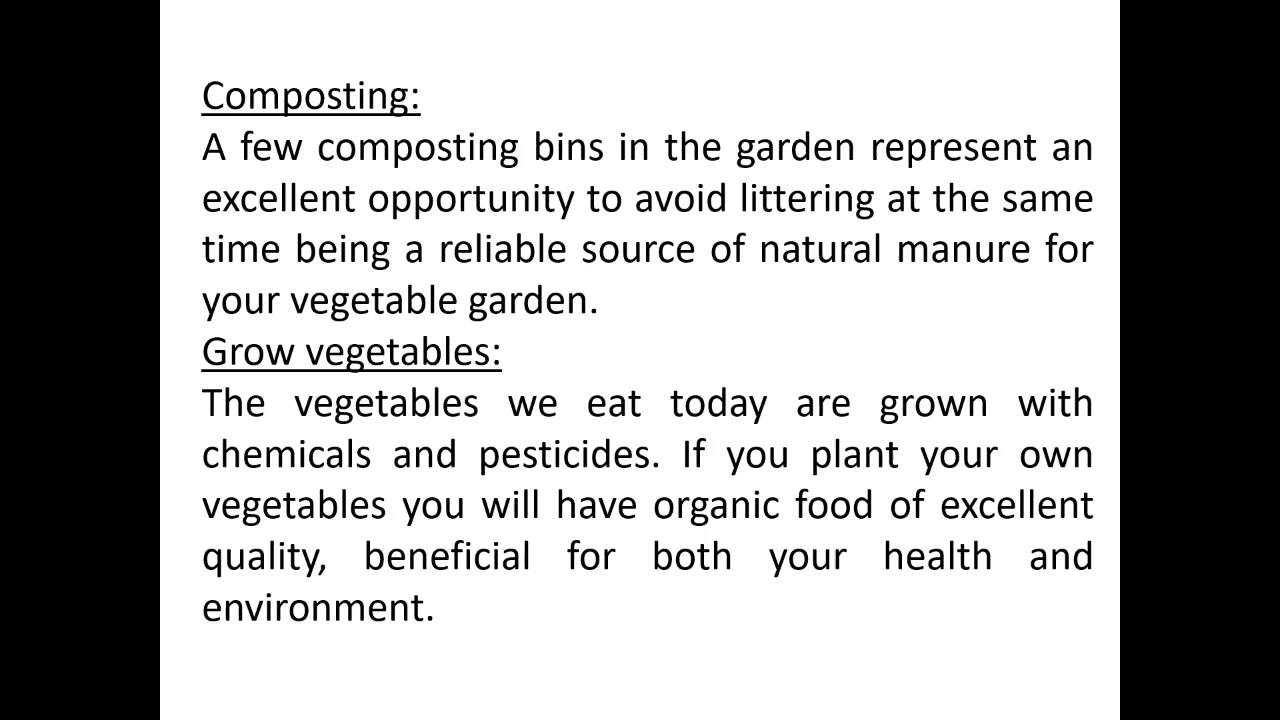 Composting:
A few composting bins in the garden represent an
excellent opportunity to avoid littering at the same
time being a reliable source of natural manure for
your vegetable garden.
Grow vegetables:
The vegetables we eat today are grown with
chemicals and pesticides. If you plant your own
vegetables you will have organic food of excellent
quality, beneficial for both your health and
environment.